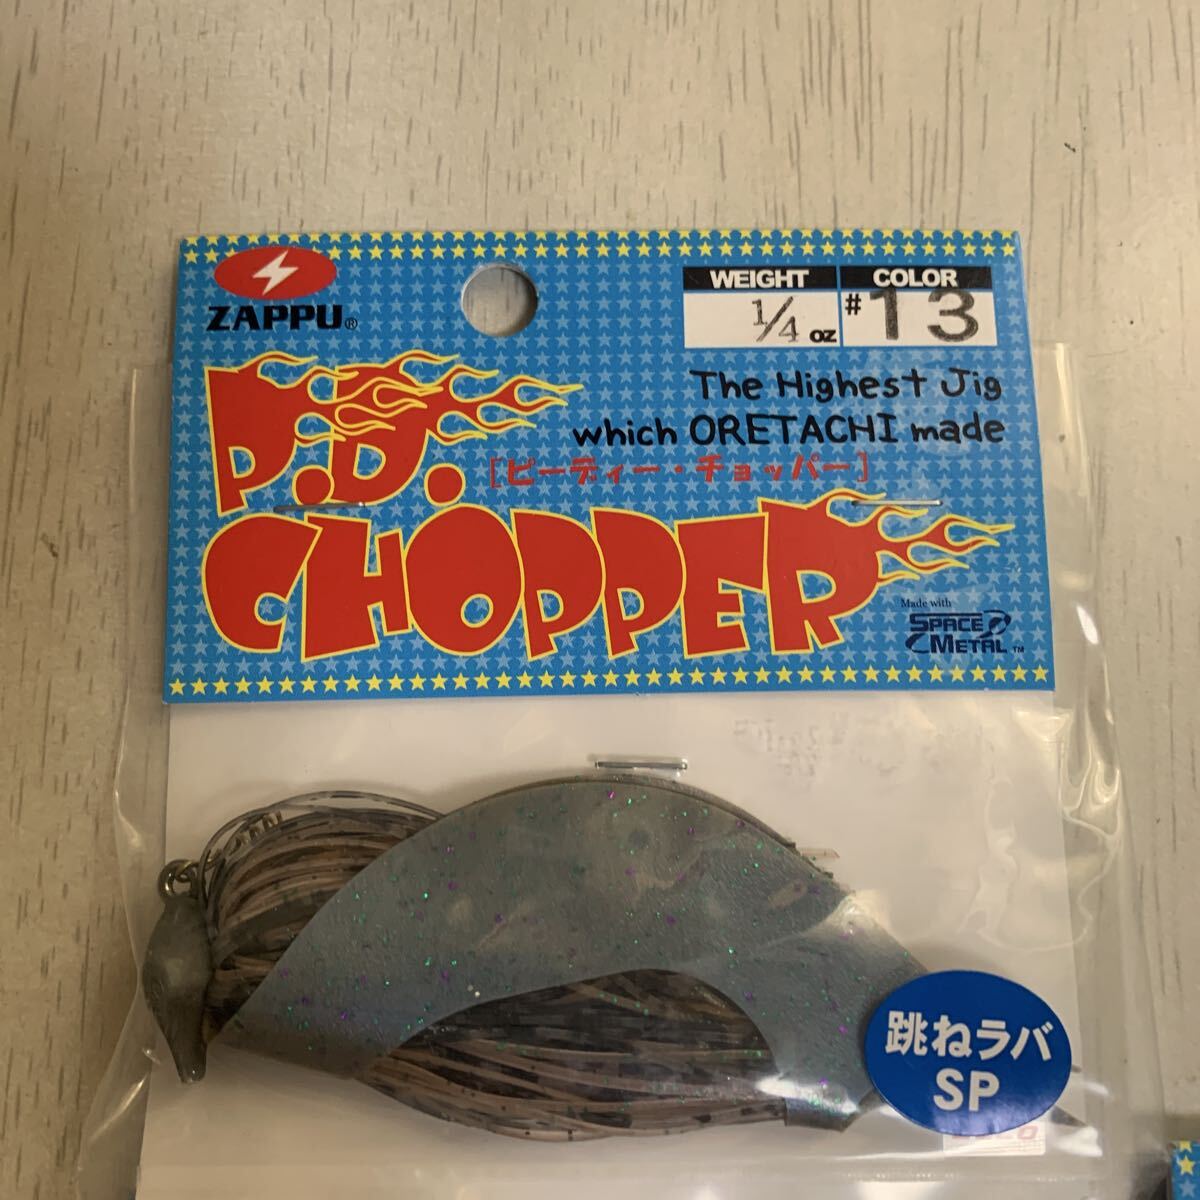 ZAPPU®
WEIGHT
1/4 oz
COLOR
#13
The Highest Jig
which ORETACHI made
P.D.
[ピーディー・チョッパー]
CHOPPER
Made with
SPACE
METAL™
跳ねラバ
SP